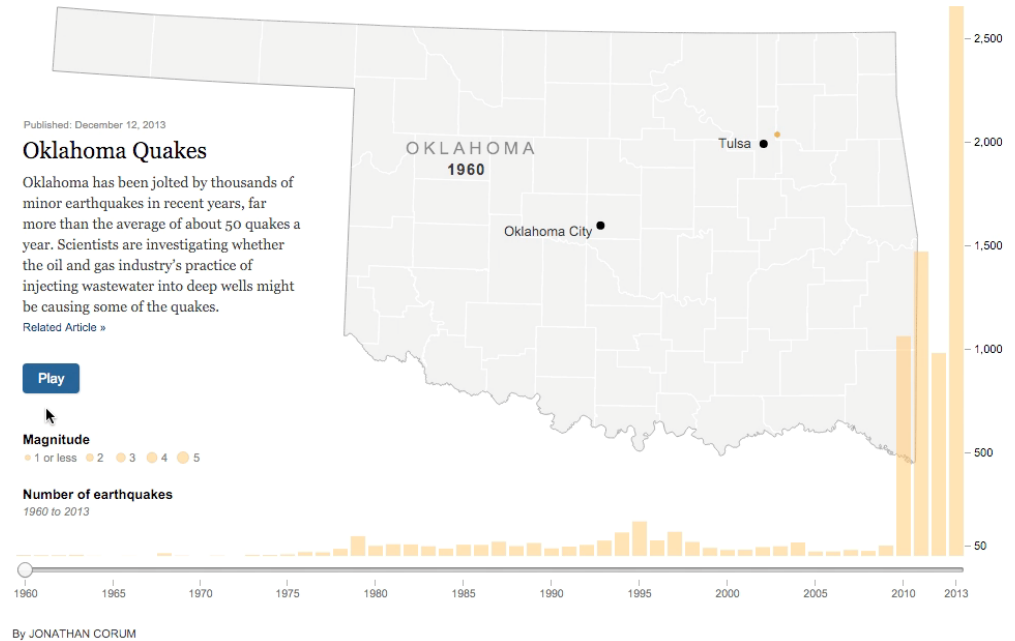 Published: December 12, 2013
Oklahoma Quakes
Oklahoma has been jolted by thousands of
minor earthquakes in recent years, far
more than the average of about 50 quakes a
year. Scientists are investigating whether
the oil and gas industry's practice of
injecting wastewater into deep wells might
be causing some of the quakes.
Related Article »
Play
Magnitude
1 or less 2 3 4 5
Number of earthquakes
1960 to 2013
OKLAHOMA
1960
Tulsa
Oklahoma City
2,500
2,000
1,500
1,000
500
50
1960 1965 1970 1975 1980 1985 1990 1995 2000 2005 2010 2013
By JONATHAN CORUM